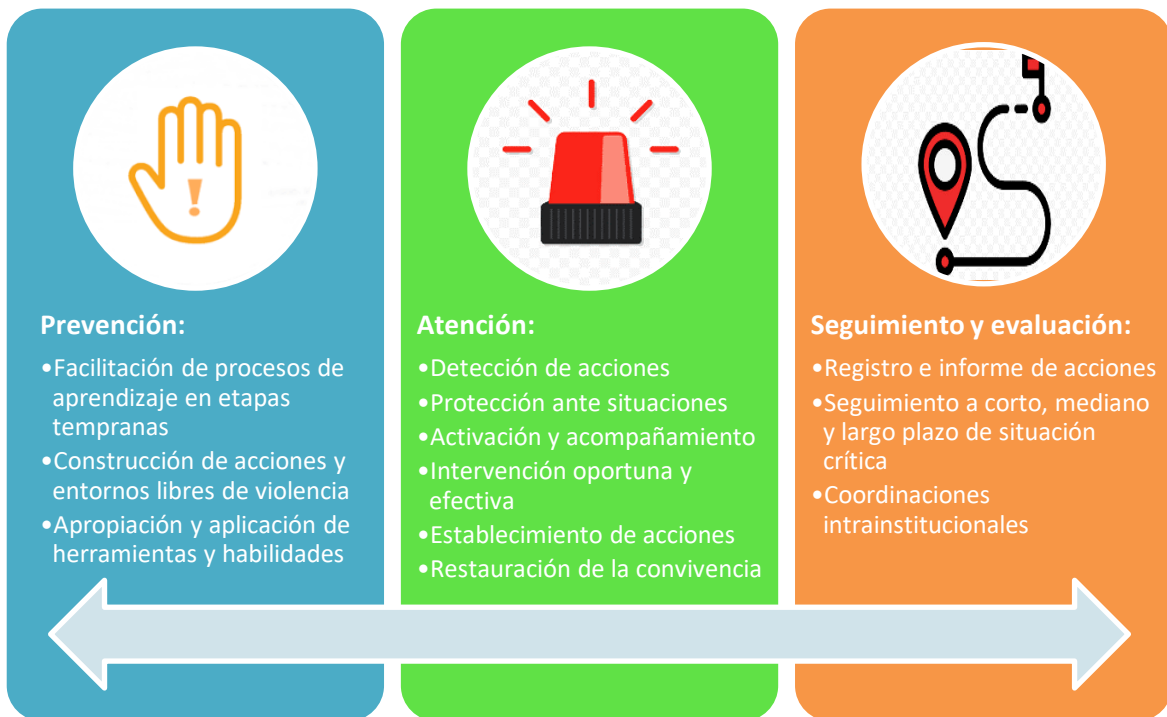 Prevención:
•Facilitación de procesos de
aprendizaje en etapas
tempranas
•Construcción de acciones y
entornos libres de violencia
•Apropiación y aplicación de
herramientas y habilidades
Atención:
•Detección de acciones
•Protección ante situaciones
•Activación y acompañamiento
•Intervención oportuna y
efectiva
•Establecimiento de acciones
•Restauración de la convivencia
Seguimiento y evaluación:
•Registro e informe de acciones
•Seguimiento a corto, mediano
y largo plazo de situación
crítica
•Coordinaciones
intrainstitucionales